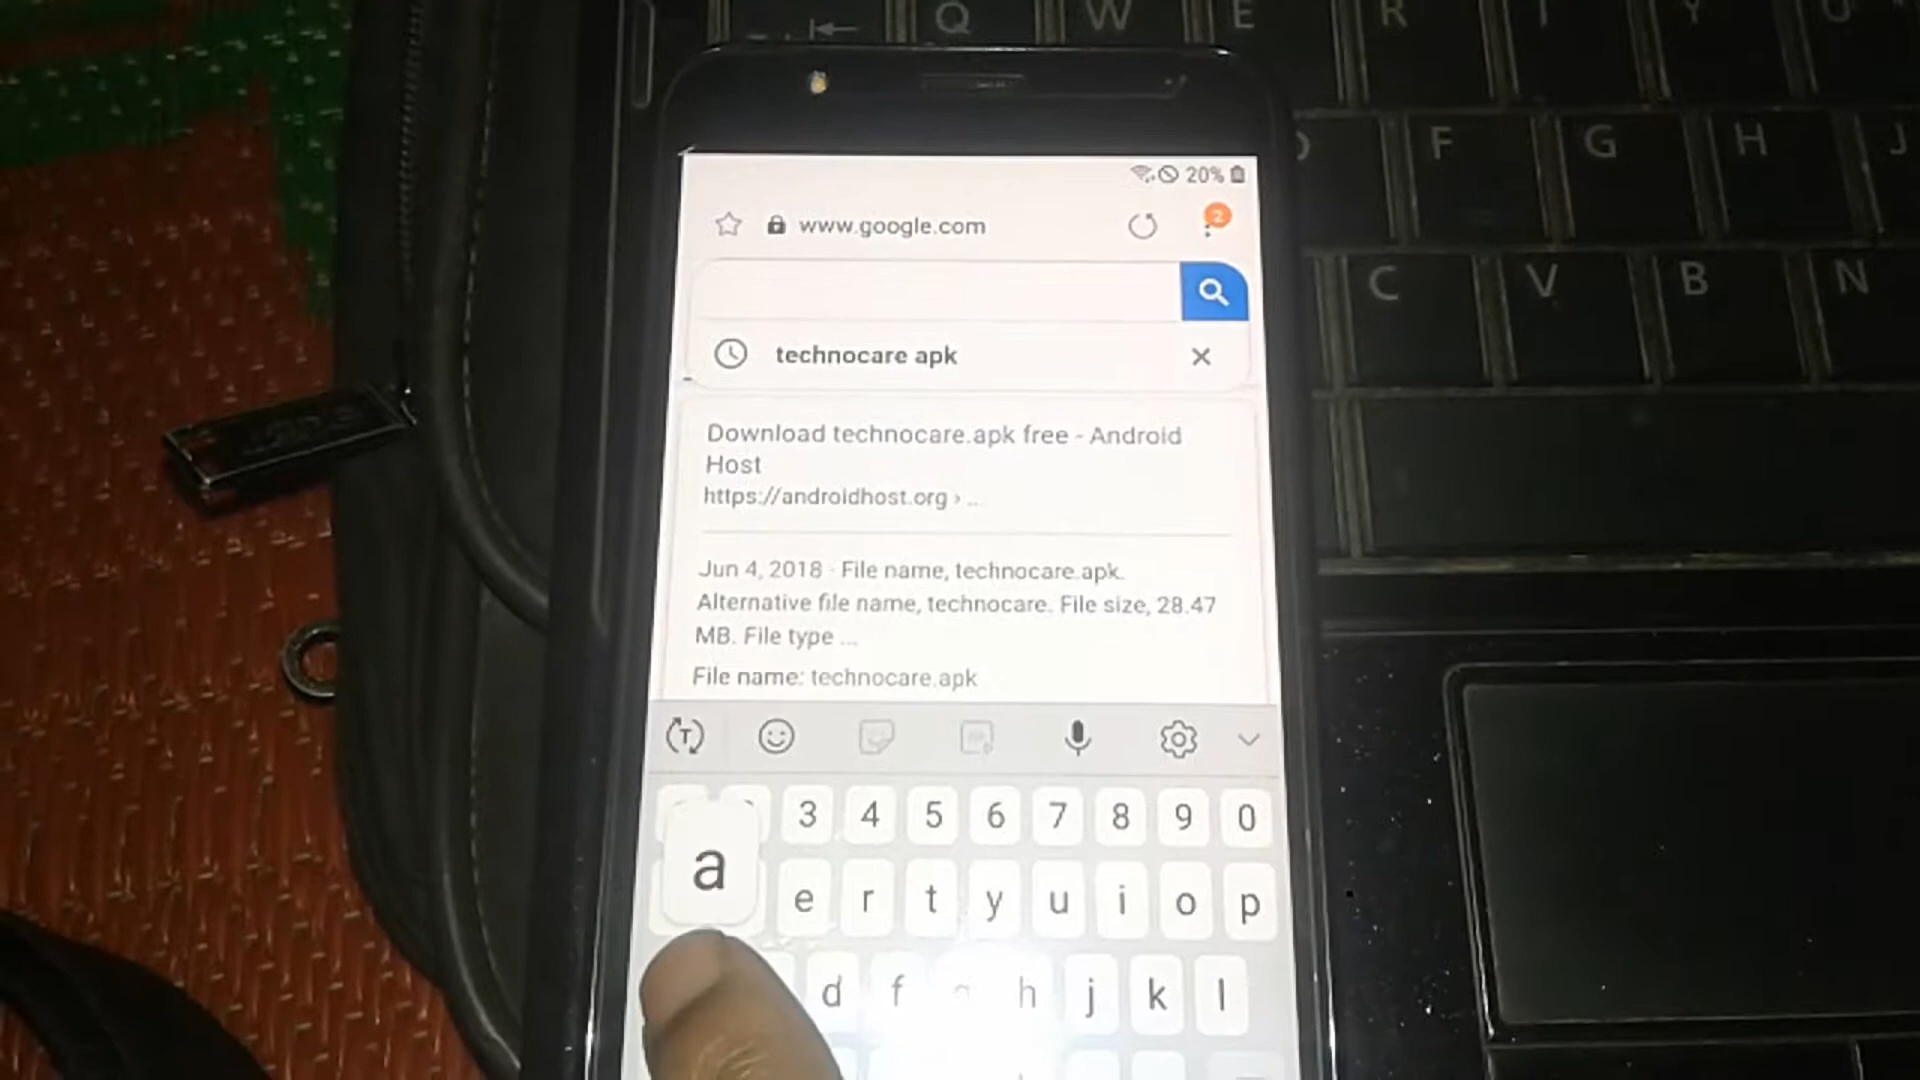 Q W E R T Y U
20%
www.google.com
2
technocare apk
Download technocare.apk free - Android
Host
https://androidhost.org › ...
Jun 4, 2018 · File name, technocare.apk.
Alternative file name, technocare. File size, 28.47
MB. File type ...
File name: technocare.apk
T
3 4 5 6 7 8 9 0
a
e r t y u i o p
d f h j k l
F G H J
C V B N